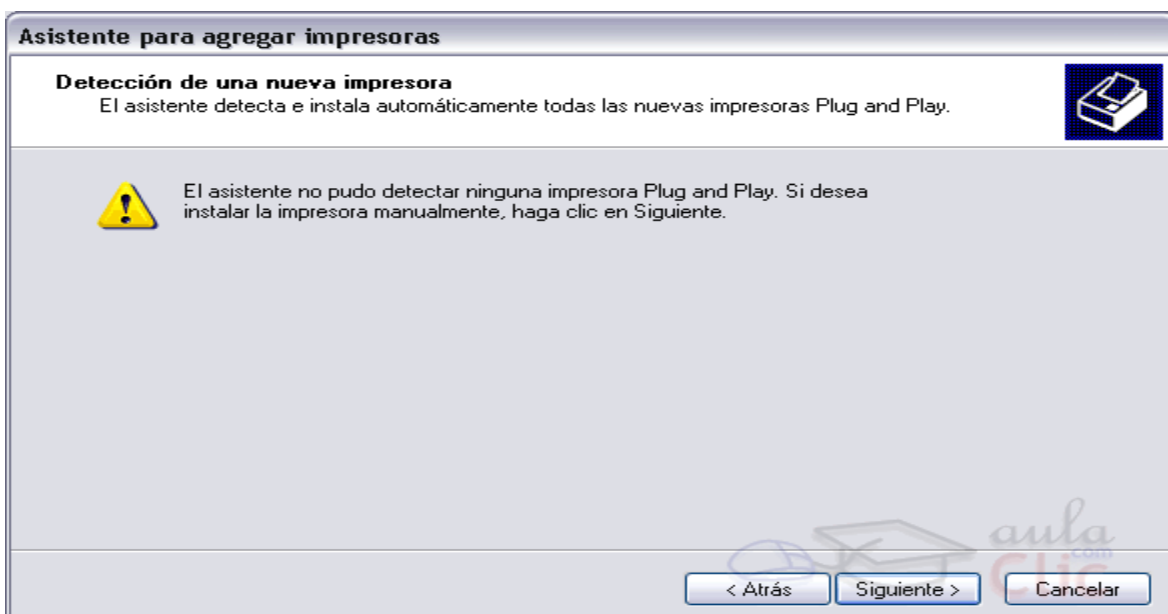 Asistente para agregar impresoras
Detección de una nueva impresora
El asistente detecta e instala automáticamente todas las nuevas impresoras Plug and Play.
El asistente no pudo detectar ninguna impresora Plug and Play. Si desea
instalar la impresora manualmente, haga clic en Siguiente.
aula
.com
Clic
< Atrás
Siguiente >
Cancelar